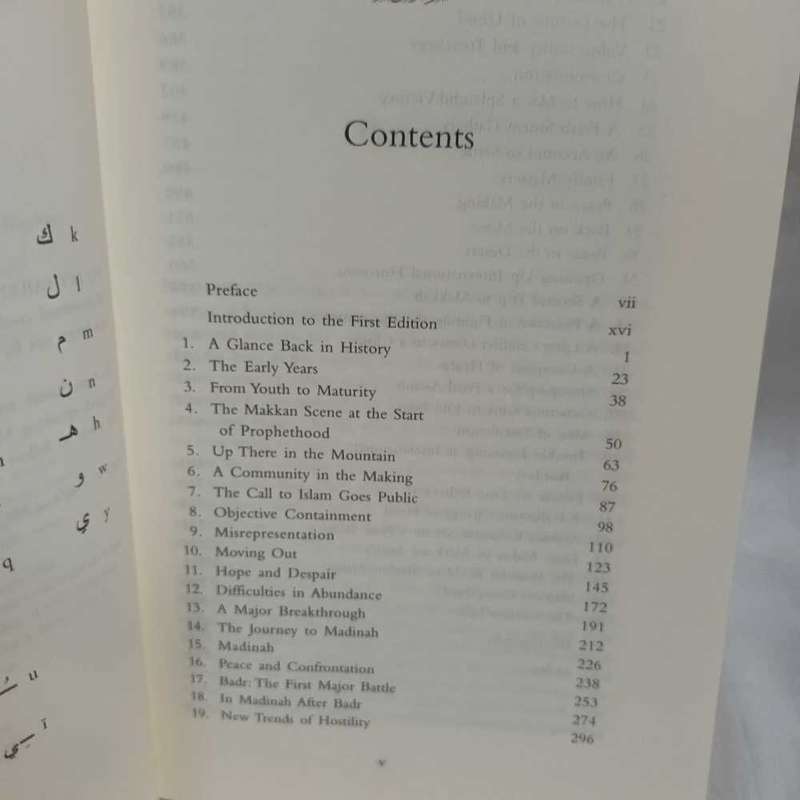 ك k
ل l
م m
ن n
هـ h
و w
ي y
q
Contents
Preface vii
Introduction to the First Edition xvi
1. A Glance Back in History 1
2. The Early Years 23
3. From Youth to Maturity 38
4. The Makkan Scene at the Start
of Prophethood 50
5. Up There in the Mountain 63
6. A Community in the Making 76
7. The Call to Islam Goes Public 87
8. Objective Containment 98
9. Misrepresentation 110
10. Moving Out 123
11. Hope and Despair 145
12. Difficulties in Abundance 172
13. A Major Breakthrough 191
14. The Journey to Madinah 212
15. Madinah 226
16. Peace and Confrontation 238
17. Badr: The First Major Battle 253
18. In Madinah After Badr 274
19. New Trends of Hostility 296
v